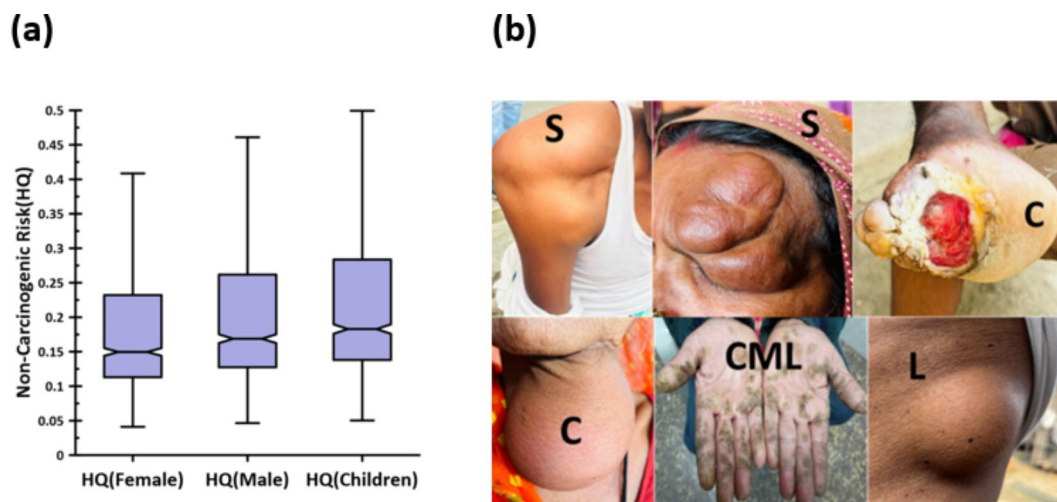 (a)
(b)
Non-Carcinogenic Risk(HQ)
0.5
0.45
0.4
0.35
0.3
0.25
0.2
0.15
0.1
0.05
0
HQ(Female) HQ(Male) HQ(Children)
S
S
C
C
CML
L